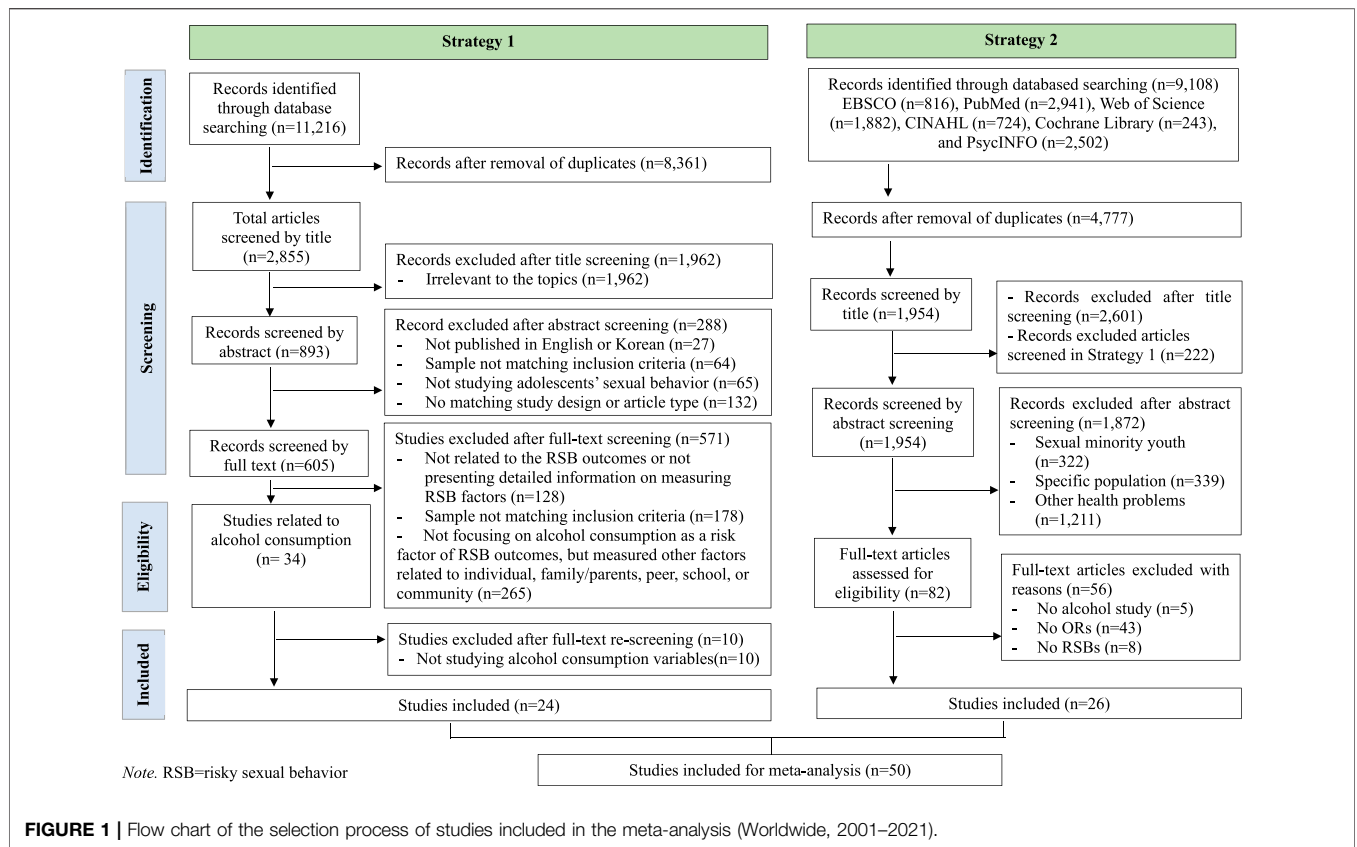 Strategy 1
Identification
Screening
Eligibility
Included
Records identified
through database
searching (n=11,216)
Records after removal of duplicates (n=8,361)
Total articles
screened by title
(n=2,855)
Records excluded after title screening (n=1,962)
- Irrelevant to the topics (n=1,962)
Records screened by
abstract (n=893)
Record excluded after abstract screening (n=288)
- Not published in English or Korean (n=27)
- Sample not matching inclusion criteria (n=64)
- Not studying adolescents' sexual behavior (n=65)
- No matching study design or article type (n=132)
Records screened by
full text (n=605)
Studies excluded after full-text screening (n=571)
- Not related to the RSB outcomes or not
presenting detailed information on measuring
RSB factors (n=128)
- Sample not matching inclusion criteria (n=178)
- Not focusing on alcohol consumption as a risk
factor of RSB outcomes, but measured other factors
related to individual, family/parents, peer, school, or
community (n=265)
Studies related to
alcohol consumption
(n= 34)
Studies excluded after full-text re-screening (n=10)
- Not studying alcohol consumption variables(n=10)
Studies included (n=24)
Strategy 2
Records identified through databased searching (n=9,108)
EBSCO (n=816), PubMed (n=2,941), Web of Science
(n=1,882), CINAHL (n=724), Cochrane Library (n=243),
and PsycINFO (n=2,502)
Records after removal of duplicates (n=4,777)
Records screened by
title (n=1,954)
- Records excluded after title
screening (n=2,601)
- Records excluded articles
screened in Strategy 1 (n=222)
Records screened by
abstract screening
(n=1,954)
Records excluded after abstract
screening (n=1,872)
- Sexual minority youth
(n=322)
- Specific population (n=339)
- Other health problems
(n=1,211)
Full-text articles
assessed for
eligibility (n=82)
Full-text articles excluded with
reasons (n=56)
- No alcohol study (n=5)
- No ORs (n=43)
- No RSBs (n=8)
Studies included (n=26)
Studies included for meta-analysis (n=50)
Note. RSB=risky sexual behavior
FIGURE 1 | Flow chart of the selection process of studies included in the meta-analysis (Worldwide, 2001–2021).